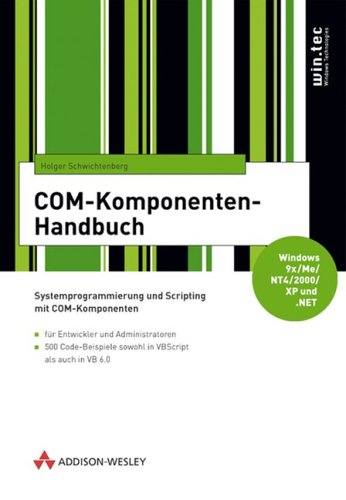 win.tec
Windows Technologies
Holger Schwichtenberg
COM-Komponenten-
Handbuch
Windows
9x/Me/
NT4/2000/
XP und
.NET
Systemprogrammierung und Scripting
mit COM-Komponenten
für Entwickler und Administratoren
500 Code-Beispiele sowohl in VBScript
als auch in VB 6.0
ADDISON-WESLEY